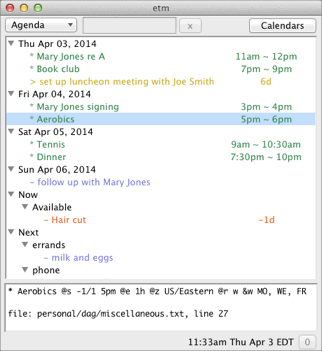 etm
Agenda x Calendars
Thu Apr 03, 2014
* Mary Jones re A 11am ~ 12pm
* Book club 7pm ~ 9pm
> set up luncheon meeting with Joe Smith 6d
Fri Apr 04, 2014
* Mary Jones signing 3pm ~ 4pm
* Aerobics 5pm ~ 6pm
Sat Apr 05, 2014
* Tennis 9am ~ 10:30am
* Dinner 7:30pm ~ 10pm
Sun Apr 06, 2014
- follow up with Mary Jones
Now
Available
- Hair cut -1d
Next
errands
- milk and eggs
phone
* Aerobics @s -1/1 5pm @e 1h @z US/Eastern @r w &w MO, WE, FR
file: personal/dag/miscellaneous.txt, line 27
11:33am Thu Apr 3 EDT 0